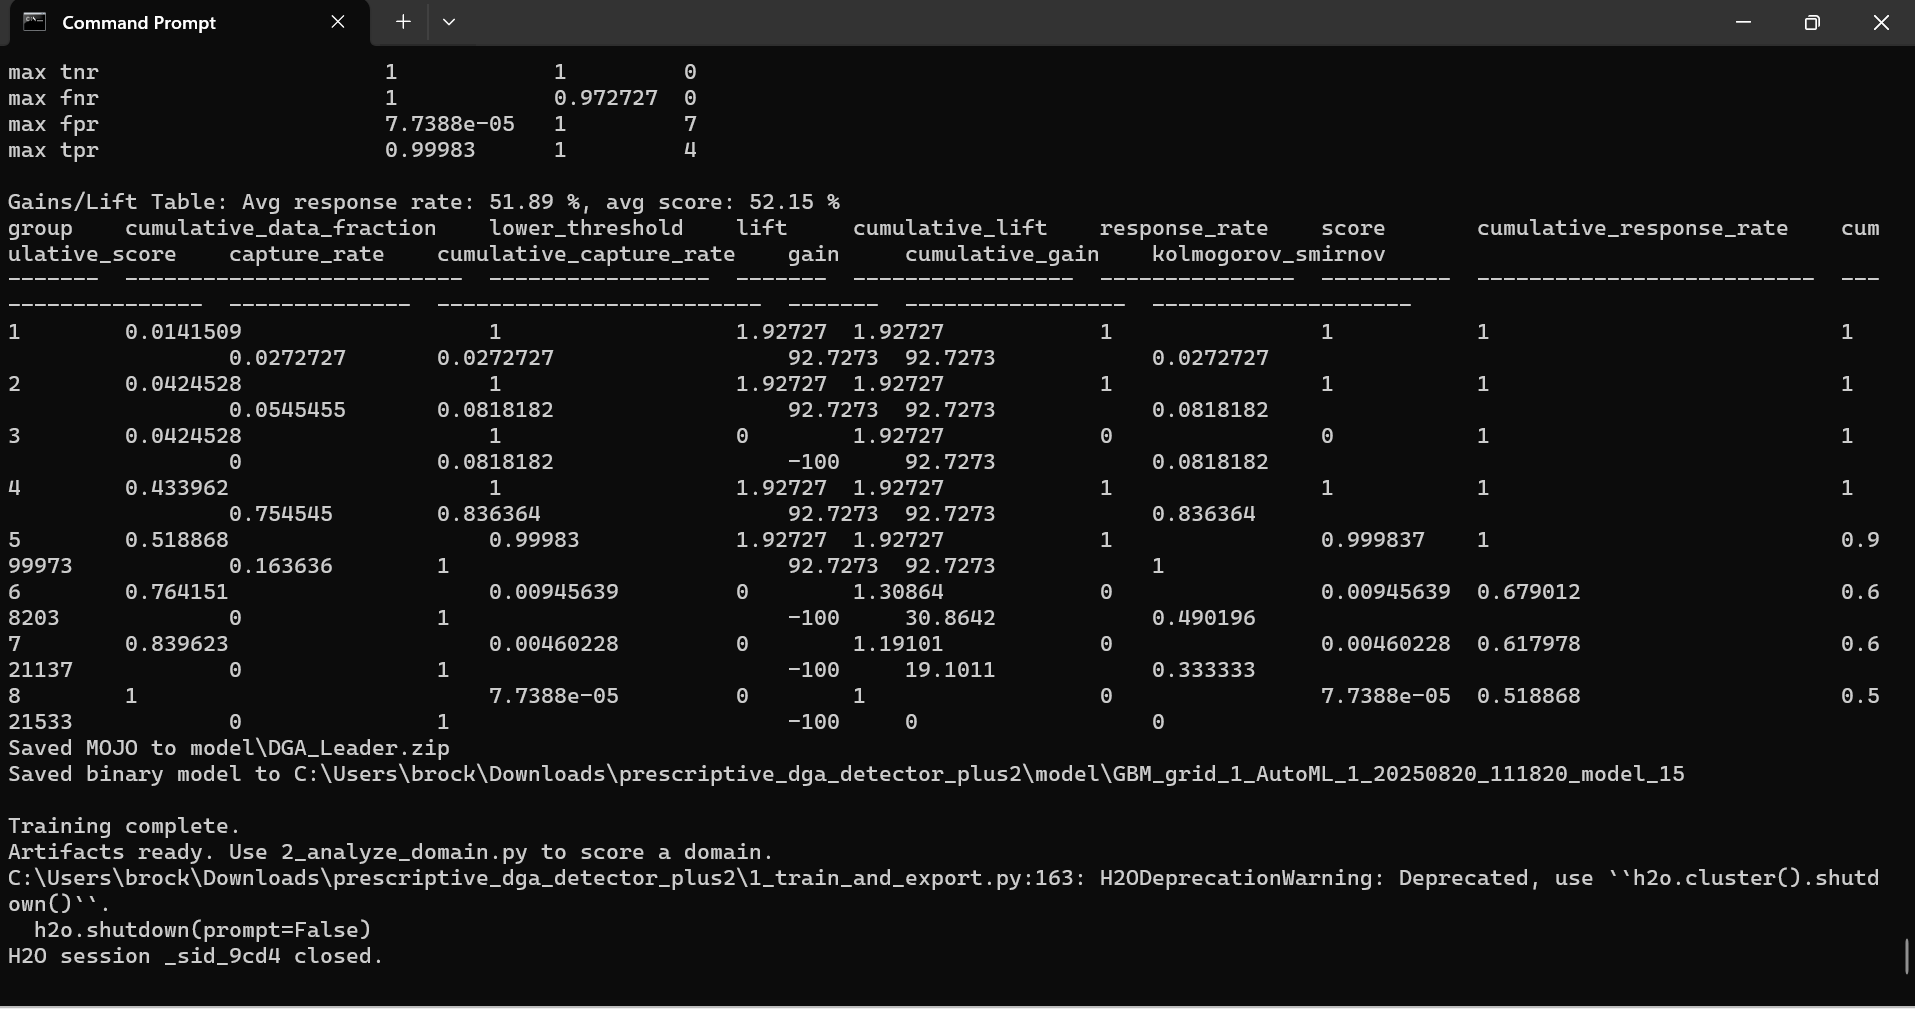 Command Prompt
max tnr 1 1 0
max fnr 1 0.972727 0
max fpr 7.7388e-05 1 7
max tpr 0.99983 1 4
Gains/Lift Table: Avg response rate: 51.89 %, avg score: 52.15 %
group cumulative_data_fraction lower_threshold lift cumulative_lift response_rate score cumulative_response_rate cum
ulative_score capture_rate cumulative_capture_rate gain cumulative_gain kolmogorov_smirnov
------- -------------------------- ----------------- ------- ----------------- --------------- ---------- -------------------------- ---
--------------- -------------- ------------------------- ------- ----------------- --------------------
1 0.0141509 1 1.92727 1.92727 1 1 1 1
0.0272727 0.0272727 92.7273 92.7273 0.0272727
2 0.0424528 1 1.92727 1.92727 1 1 1 1
0.0545455 0.0818182 92.7273 92.7273 0.0818182
3 0.0424528 1 0 1.92727 0 0 1 1
0 0.0818182 -100 92.7273 0.0818182
4 0.433962 1 1.92727 1.92727 1 1 1 1
0.754545 0.836364 92.7273 92.7273 0.836364
5 0.518868 0.99983 1.92727 1.92727 1 0.999837 1 0.9
99973 0.163636 1 92.7273 92.7273 1
6 0.764151 0.00945639 0 1.30864 0 0.00945639 0.679012 0.6
8203 0 1 -100 30.8642 0.490196
7 0.839623 0.00460228 0 1.19101 0 0.00460228 0.617978 0.6
21137 0 1 -100 19.1011 0.333333
8 1 7.7388e-05 0 1 0 7.7388e-05 0.518868 0.5
21533 0 1 -100 0 0
Saved MOJO to model\DGA_Leader.zip
Saved binary model to C:\Users\brock\Downloads\prescriptive_dga_detector_plus2\model\GBM_grid_1_AutoML_1_20250820_111820_model_15
Training complete.
Artifacts ready. Use 2_analyze_domain.py to score a domain.
C:\Users\brock\Downloads\prescriptive_dga_detector_plus2\1_train_and_export.py:163: H2ODeprecationWarning: Deprecated, use ``h2o.cluster().shutd
own()``.
h2o.shutdown(prompt=False)
H2O session _sid_9cd4 closed.